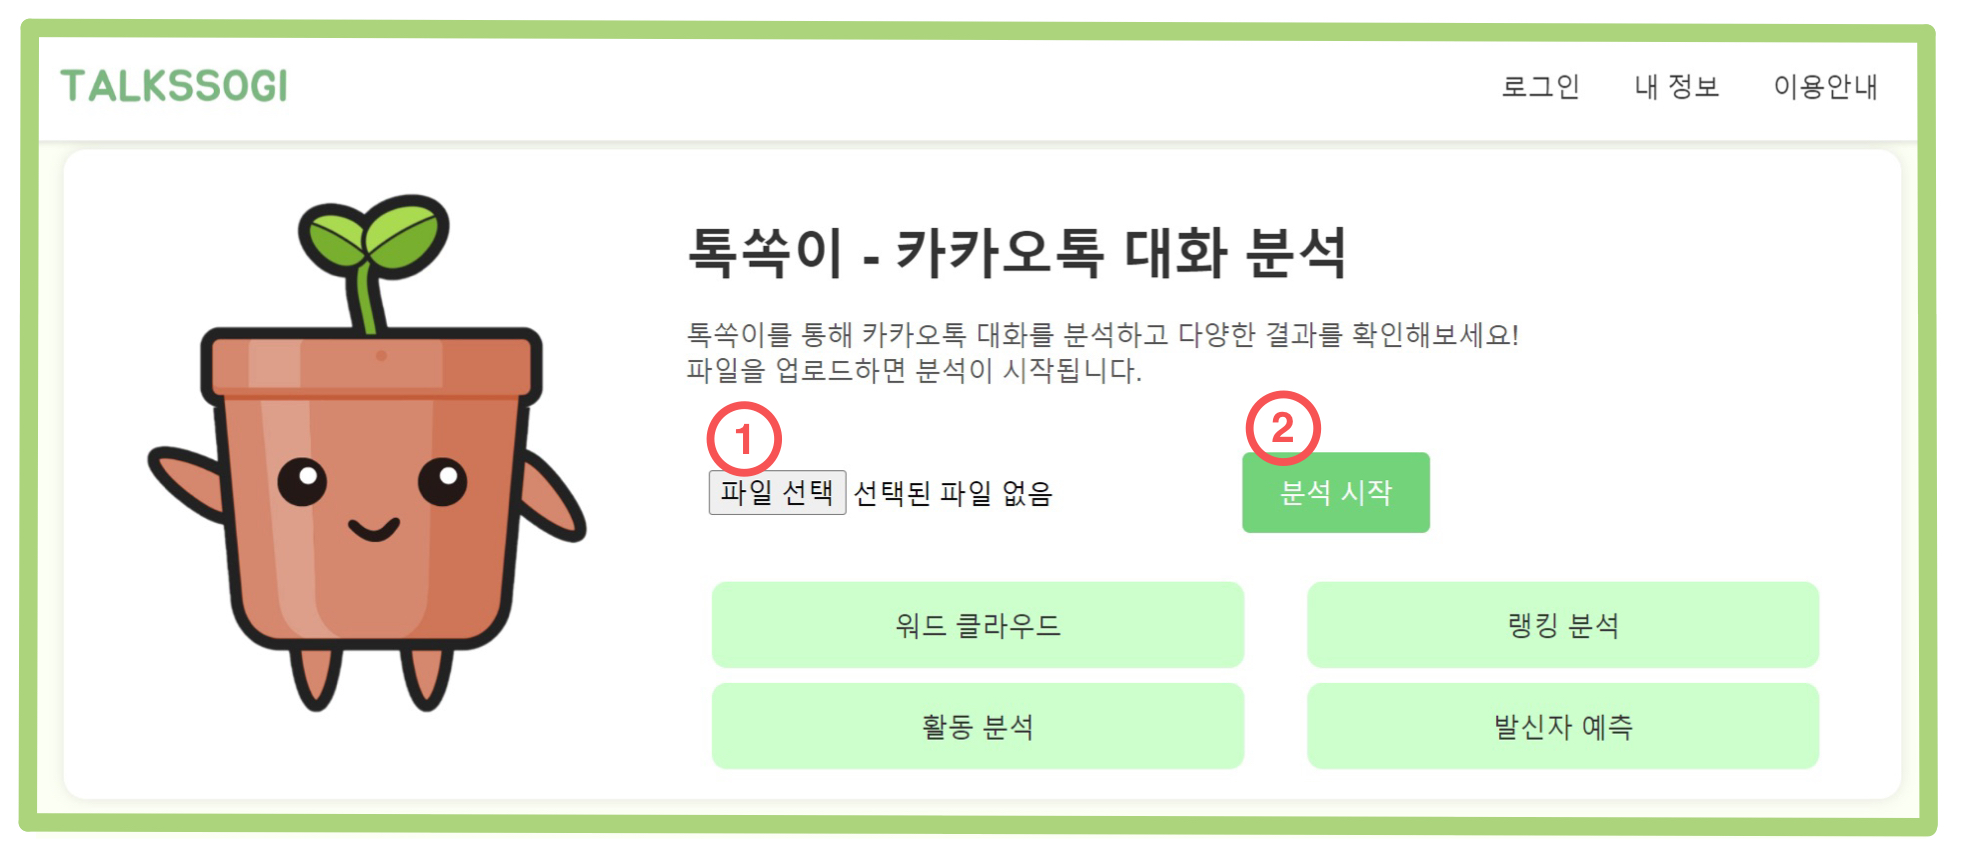 TALKSSOGI
로그인 내 정보 이용안내
톡쏙이 - 카카오톡 대화 분석
톡쏙이를 통해 카카오톡 대화를 분석하고 다양한 결과를 확인해보세요!
파일을 업로드하면 분석이 시작됩니다.
1
2
파일 선택 선택된 파일 없음
분석 시작
워드 클라우드
랭킹 분석
활동 분석
발신자 예측